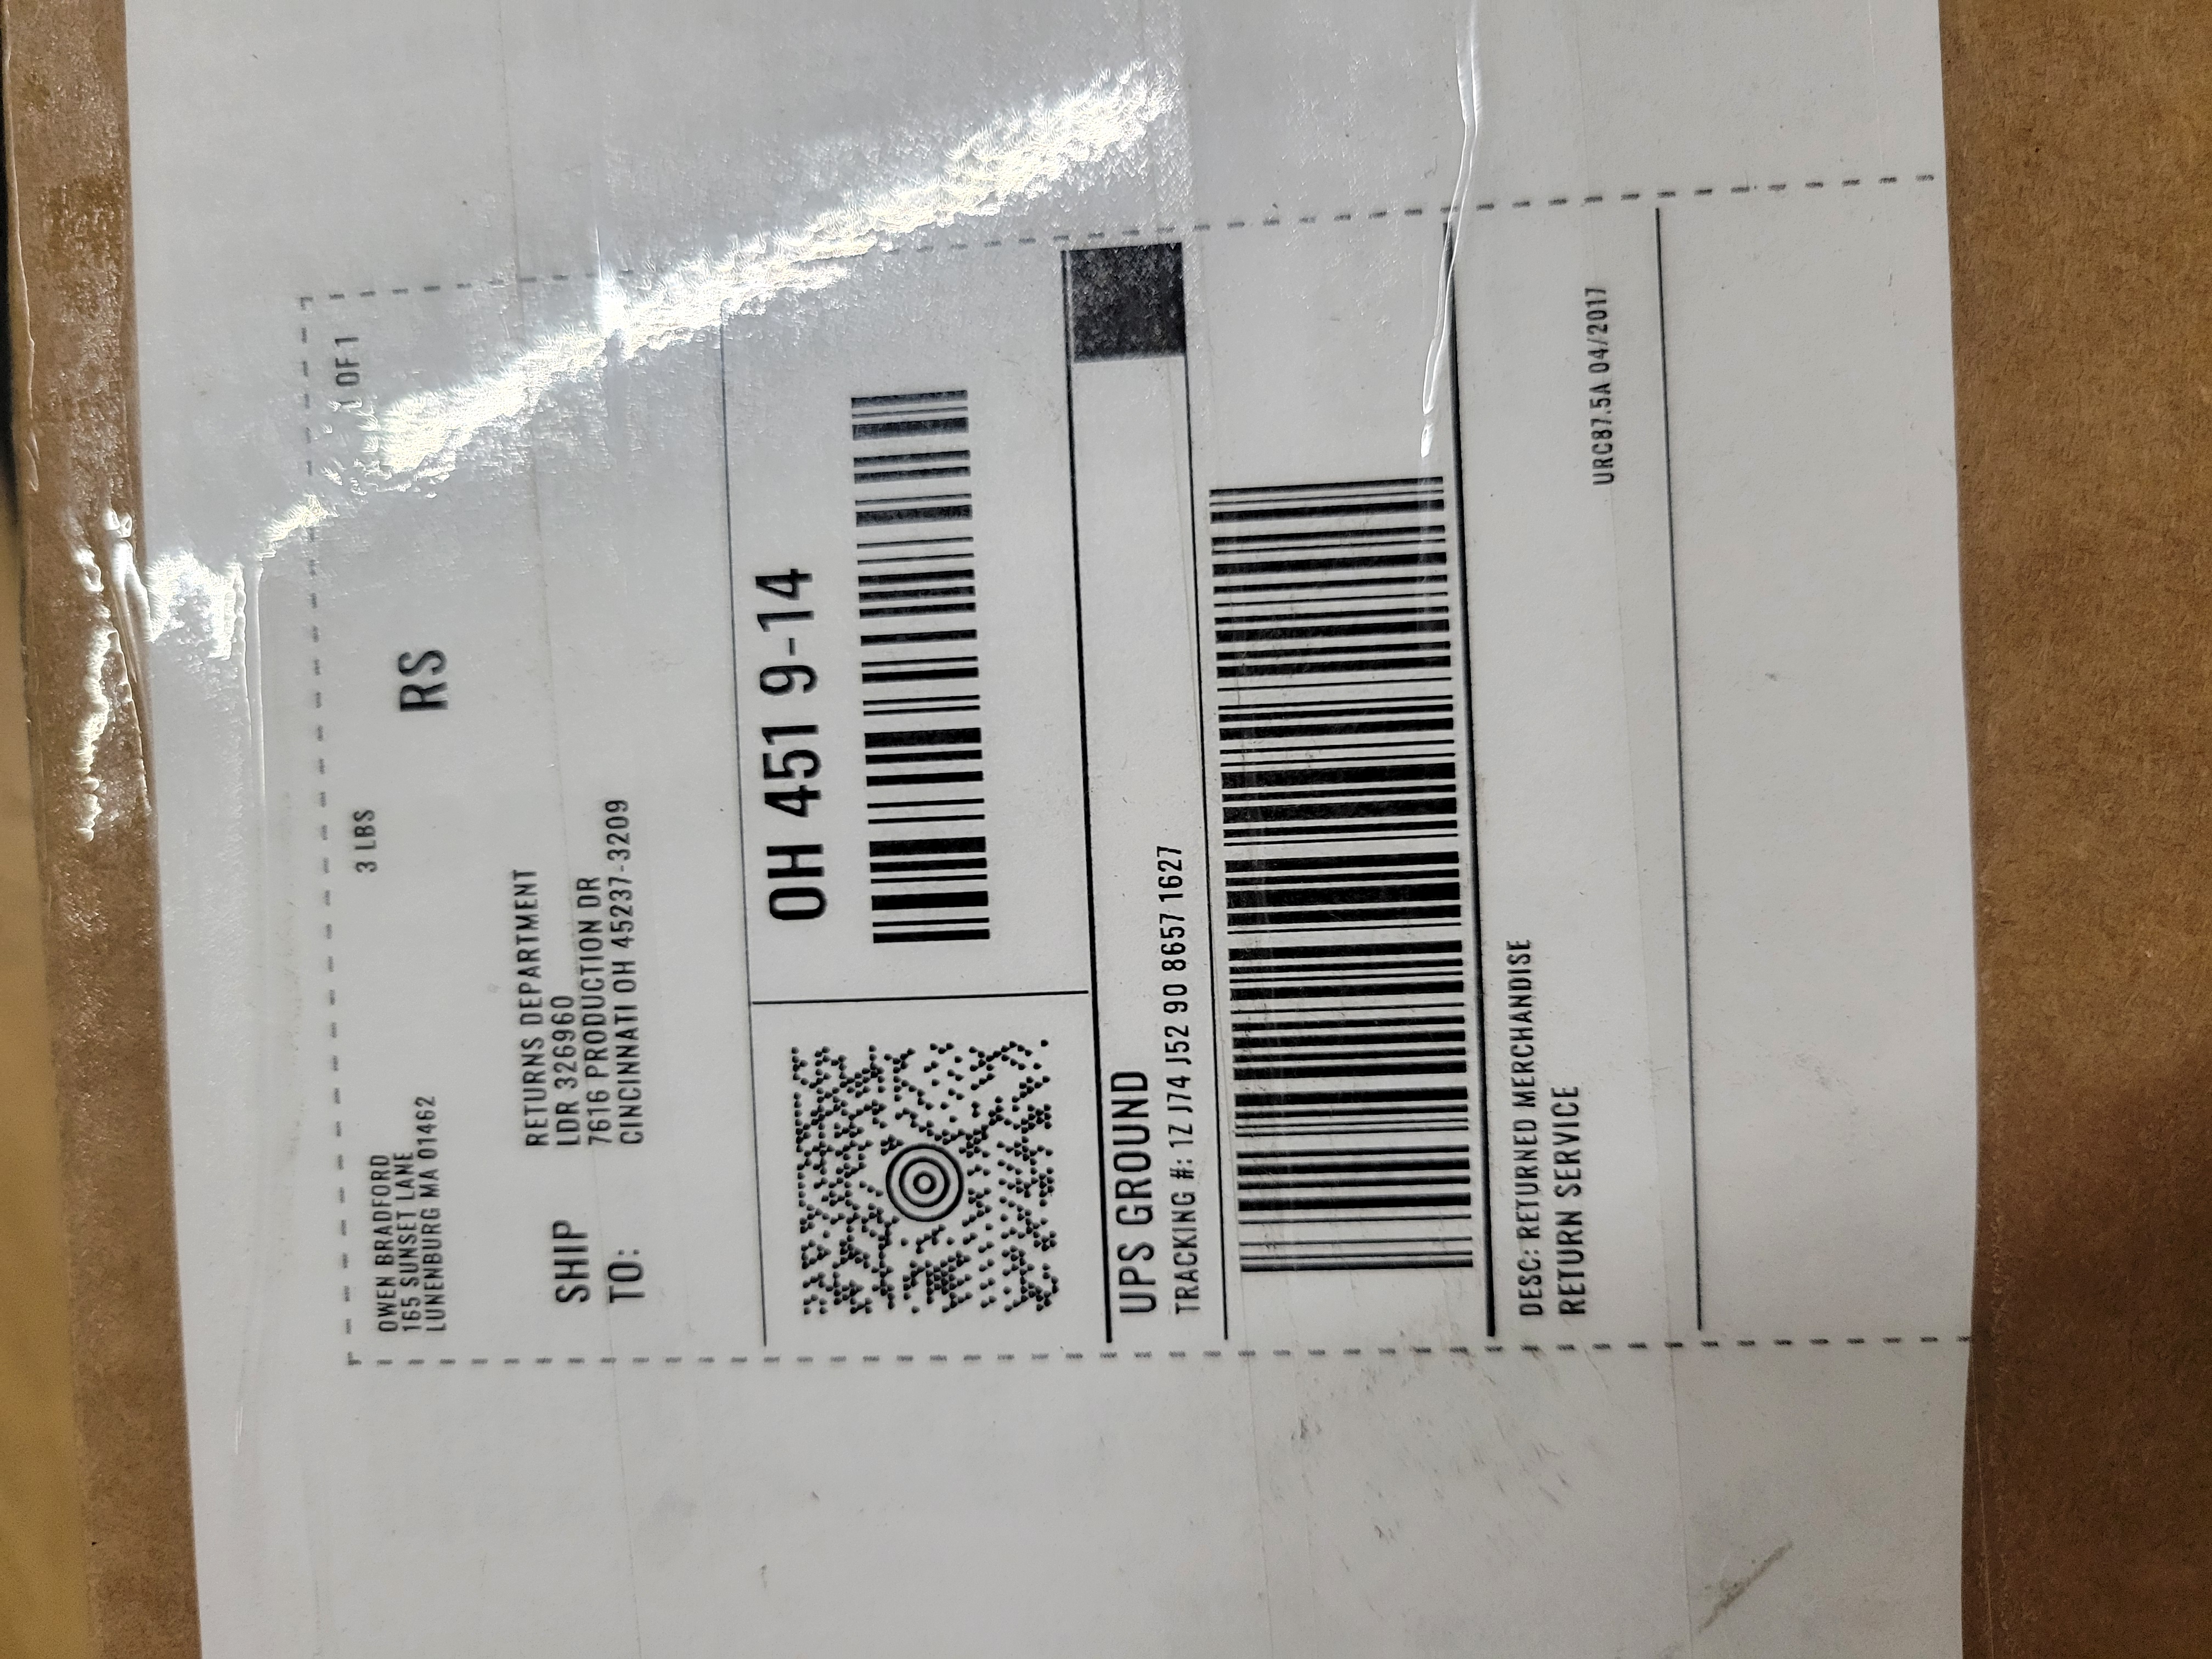 OWEN BRADFORD
165 SUNSET LANE
LUNENBURG MA 01462
3 LBS
1 OF 1
RS
SHIP
TO:
RETURNS DEPARTMENT
LDR 326960
7616 PRODUCTION DR
CINCINNATI OH 45237-3209
OH 451 9-14
UPS GROUND
TRACKING #: 1Z J74 J52 90 8657 1627
DESC: RETURNED MERCHANDISE
RETURN SERVICE
URC87.5A 04/2017